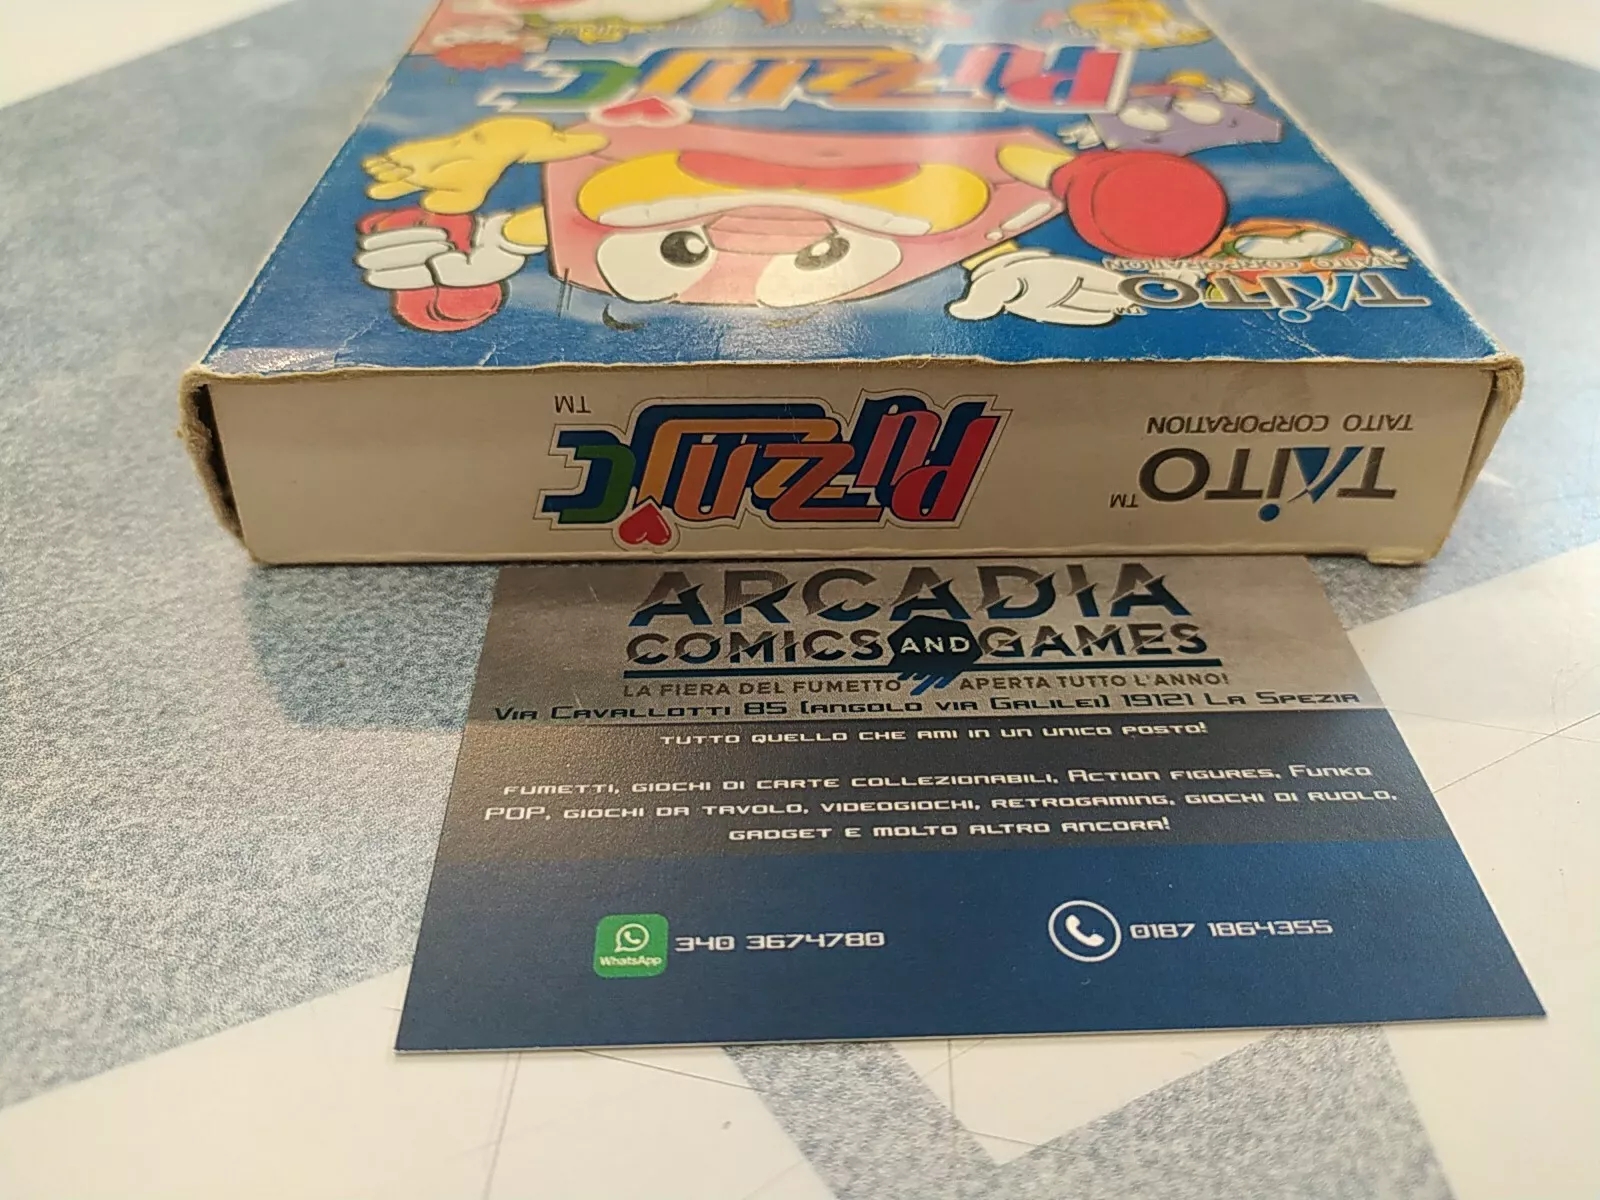 PUZNIC
TAITO
TAITO CORPORATION
PUZNIC
TM
TAITO
TM
TAITO CORPORATION
ARCADIA
COMICS AND GAMES
LA FIERA DEL FUMETTO APERTA TUTTO L'ANNO!
VIA CAVALLOTTI 85 (ANGOLO VIA GALILEI) 19121 LA SPEZIA
TUTTO QUELLO CHE AMI IN UN UNICO POSTO!
FUMETTI, GIOCHI DI CARTE COLLEZIONABILI, ACTION FIGURES, FUNKO
POP, GIOCHI DA TAVOLO, VIDEOGIOCHI, RETROGAMING, GIOCHI DI RUOLO,
GADGET E MOLTO ALTRO ANCORA!
WhatsApp
340 3674780
0187 1864355